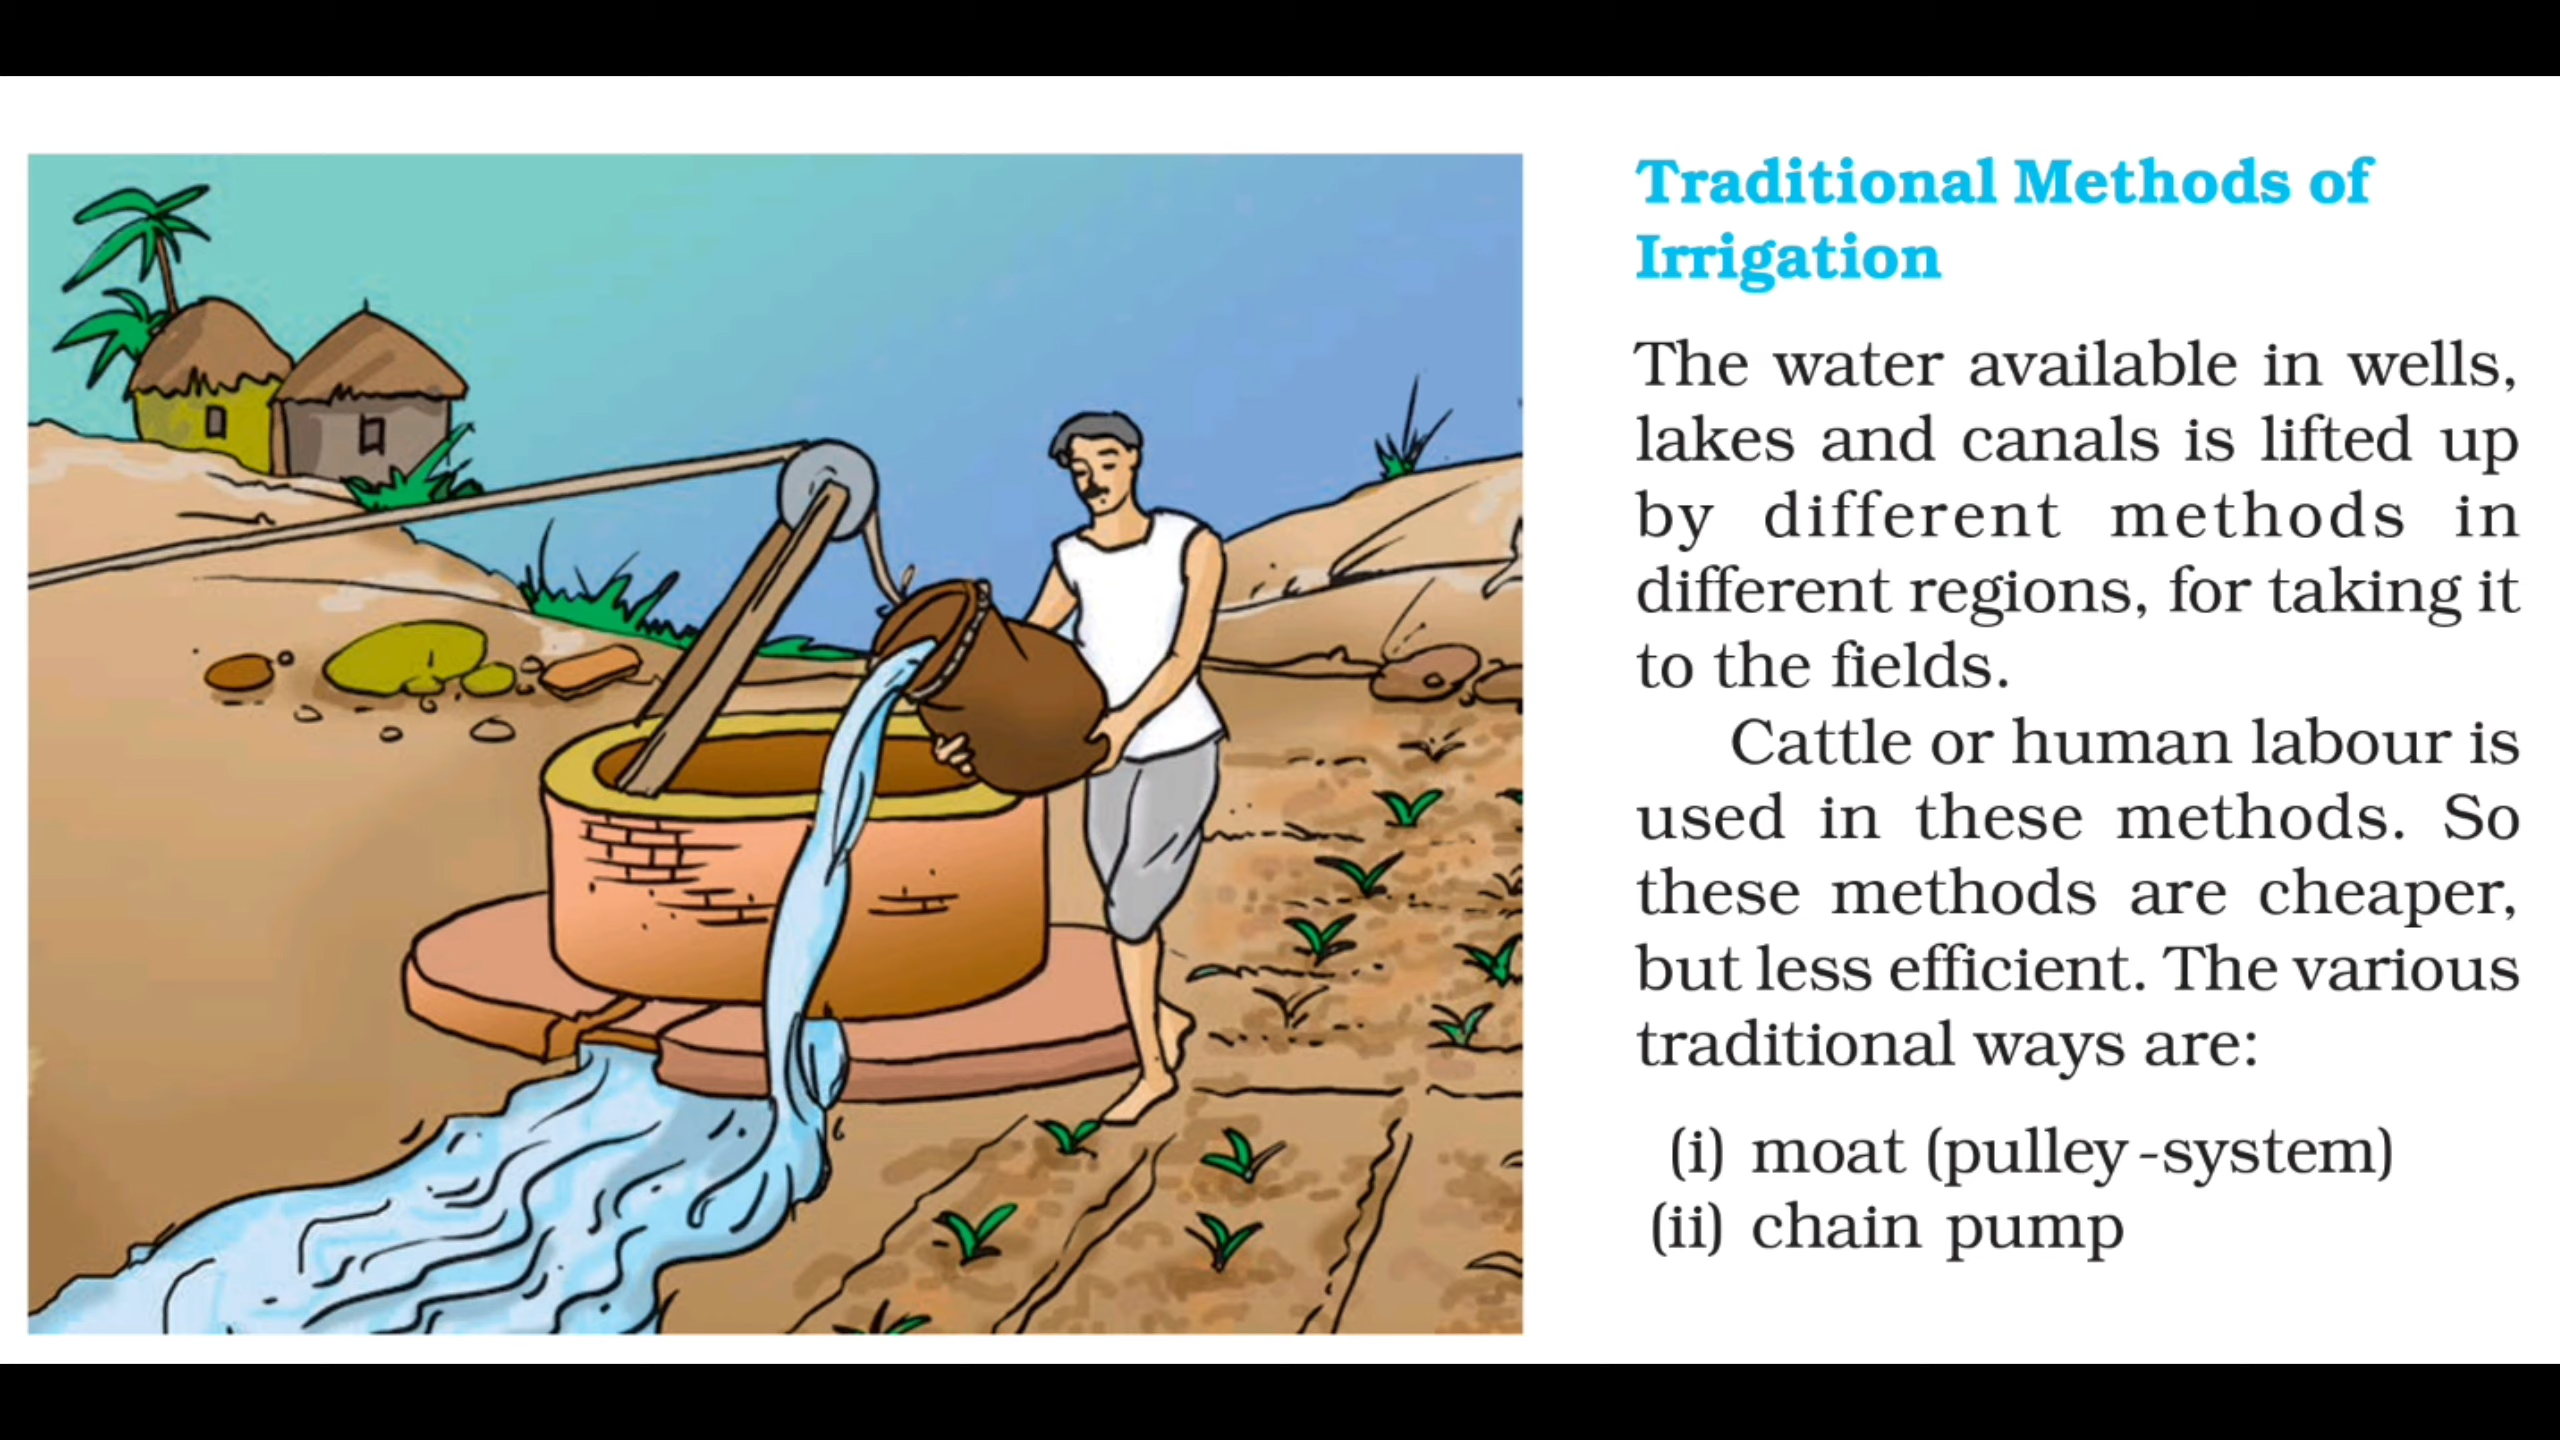 Traditional Methods of
Irrigation
The water available in wells,
lakes and canals is lifted up
by different methods in
different regions, for taking it
to the fields.
Cattle or human labour is
used in these methods. So
these methods are cheaper,
but less efficient. The various
traditional ways are:
(i) moat (pulley-system)
(ii) chain pump